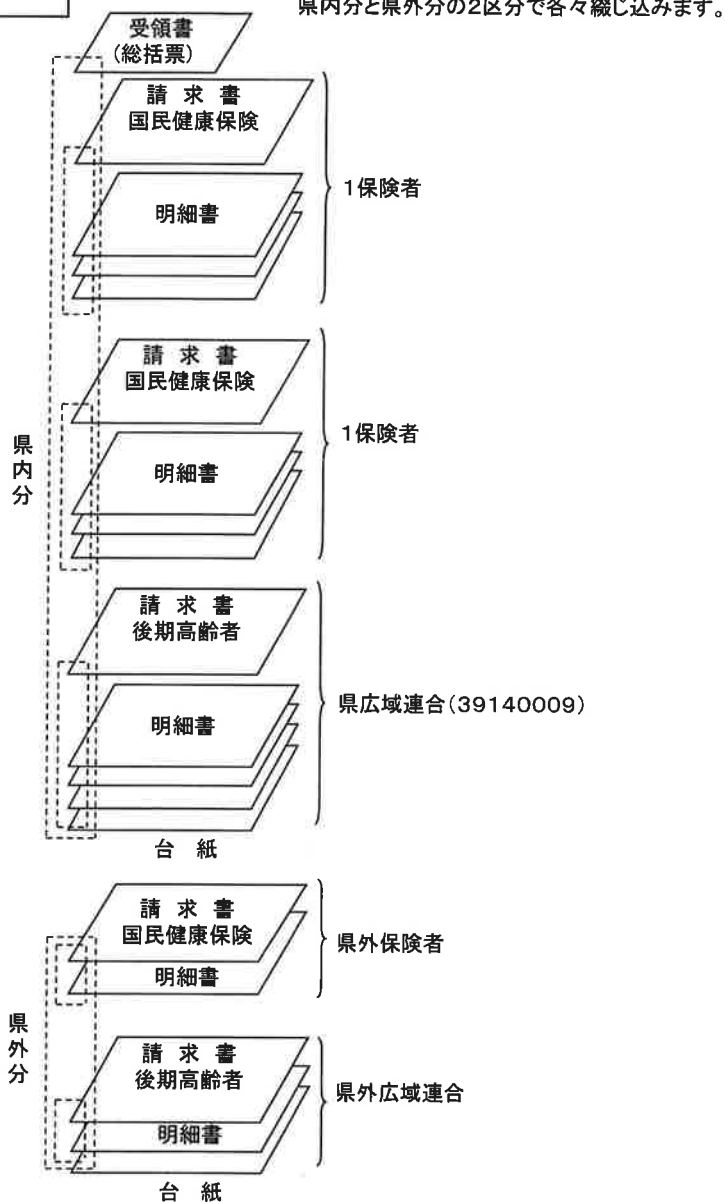 県内分と県外分の2区分で各々綴じ込みます。
受領書
(総括票)
請 求 書
国民健康保険
明細書
1保険者
請 求 書
国民健康保険
明細書
1保険者
県内分
請 求 書
後期高齢者
明細書
県広域連合(39140009)
台 紙
請 求 書
国民健康保険
明細書
県外保険者
県外分
請 求 書
後期高齢者
明細書
県外広域連合
台 紙